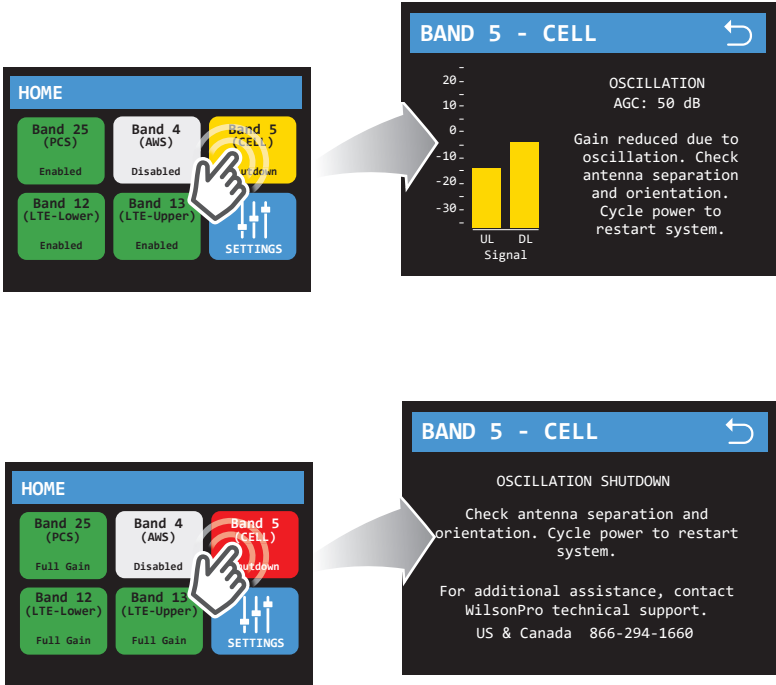 BAND 5 - CELL
20
10
0
-10
-20
-30
UL DL
Signal
OSCILLATION
AGC: 50 dB
Gain reduced due to
oscillation. Check
antenna separation
and orientation.
Cycle power to
restart system.
HOME
Band 25
(PCS)
Enabled
Band 4
(AWS)
Disabled
Band 5
(CELL)
utdown
Band 12
(LTE-Lower)
Enabled
Band 13
(LTE-Upper)
Enabled
SETTINGS
BAND 5 - CELL
OSCILLATION SHUTDOWN
Check antenna separation and
orientation. Cycle power to restart
system.
For additional assistance, contact
WilsonPro technical support.
US & Canada 866-294-1660
HOME
Band 25
(PCS)
Full Gain
Band 4
(AWS)
Disabled
Band 5
(CELL)
hutdown
Band 12
(LTE-Lower)
Full Gain
Band 13
(LTE-Upper)
Full Gain
SETTINGS